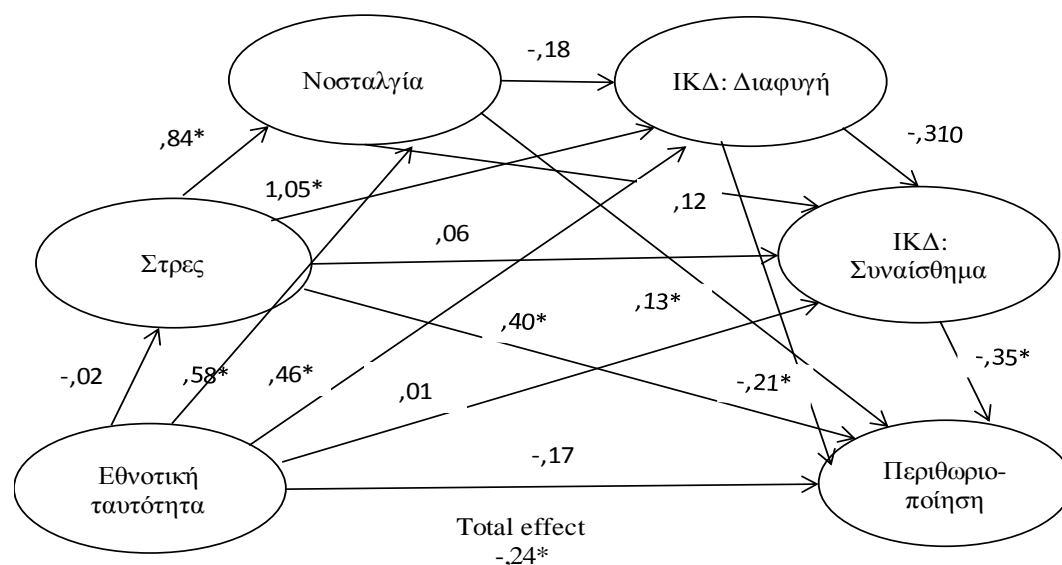 -,18
Νοσταλγία
ΙΚΔ: Διαφυγή
,84*
-,310
1,05*
,12
,06
Στρες
ΙΚΔ:
Συναίσθημα
,13*
,40*
-,02
,58*
,46*
,01
-,21*
-,35*
-,17
Εθνοτική
ταυτότητα
Περιθωριο-
ποίηση
Total effect
-,24*